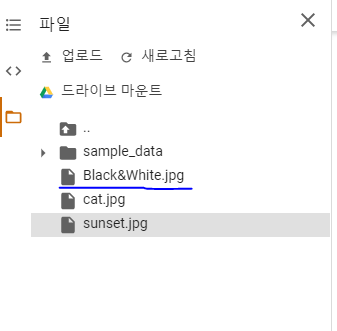 파일
업로드 새로고침
드라이브 마운트
..
sample_data
Black&White.jpg
cat.jpg
sunset.jpg